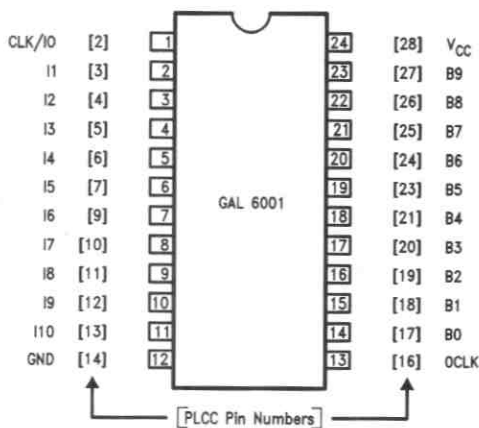 CLK/IO [2] 1 24 [28] VCC
I1 [3] 2 23 [27] B9
I2 [4] 3 22 [26] B8
I3 [5] 4 21 [25] B7
I4 [6] 5 20 [24] B6
I5 [7] 6 19 [23] B5
GAL 6001
I6 [9] 7 18 [21] B4
I7 [10] 8 17 [20] B3
I8 [11] 9 16 [19] B2
I9 [12] 10 15 [18] B1
I10 [13] 11 14 [17] B0
GND [14] 12 13 [16] OCLK
[PLCC Pin Numbers]